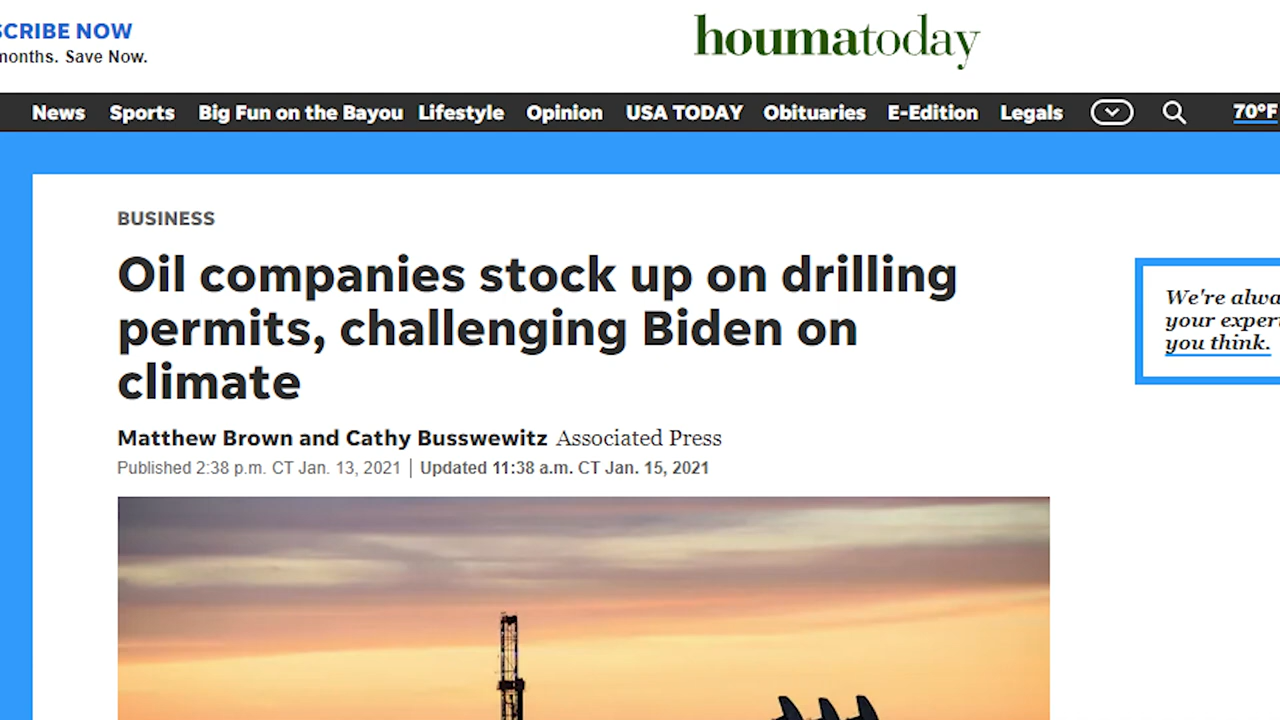 SCRIBE NOW
months. Save Now.
houmatoday
News Sports Big Fun on the Bayou Lifestyle Opinion USA TODAY Obituaries E-Edition Legals 70°F
BUSINESS
Oil companies stock up on drilling
permits, challenging Biden on
climate
Matthew Brown and Cathy Busswewitz Associated Press
Published 2:38 p.m. CT Jan. 13, 2021 | Updated 11:38 a.m. CT Jan. 15, 2021
We're alwa
your exper
you think.